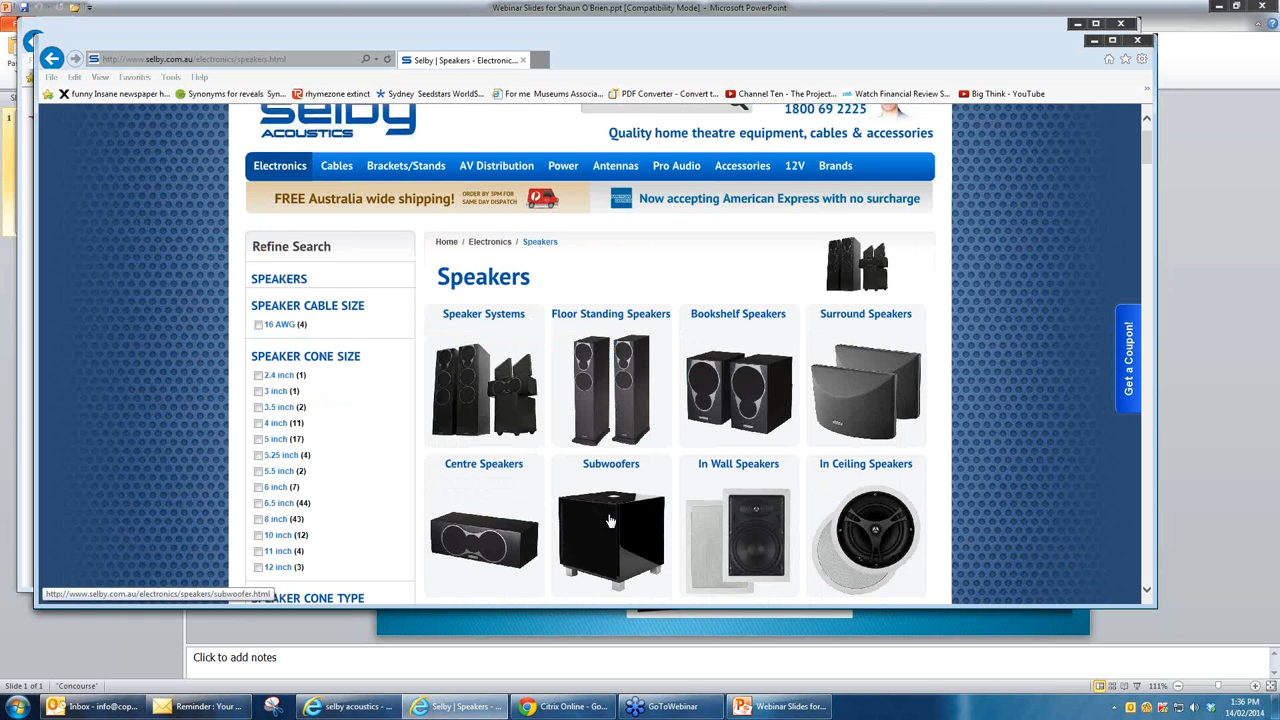 Webinar Slides for Shaun O'Brien.ppt [Compatibility Mode] - Microsoft PowerPoint
http://www.selby.com.au/electronics/speakers.html
Selby | Speakers - Electronic...
File Edit View Favorites Tools Help
funny Insane newspaper h... Synonyms for reveals Syn... rhymezone extinct Sydney Seedstars WorldS... For me Museums Associa... PDF Converter - Convert t... Channel Ten - The Project... Watch Financial Review S... Big Think - YouTube
selby
ACOUSTICS
1800 69 2225
Quality home theatre equipment, cables & accessories
Electronics Cables Brackets/Stands AV Distribution Power Antennas Pro Audio Accessories 12V Brands
FREE Australia wide shipping! ORDER BY 3PM FOR SAME DAY DISPATCH Now accepting American Express with no surcharge
Refine Search
SPEAKERS
SPEAKER CABLE SIZE
16 AWG (4)
SPEAKER CONE SIZE
2.4 inch (1)
3 inch (1)
3.5 inch (2)
4 inch (11)
5 inch (17)
5.25 inch (4)
5.5 inch (2)
6 inch (7)
6.5 inch (44)
8 inch (43)
10 inch (12)
11 inch (4)
12 inch (3)
SPEAKER CONE TYPE
Home / Electronics / Speakers
Speakers
Speaker Systems Floor Standing Speakers Bookshelf Speakers Surround Speakers
Centre Speakers Subwoofers In Wall Speakers In Ceiling Speakers
Get a Coupon!
http://www.selby.com.au/electronics/speakers/subwoofer.html
Click to add notes
Slide 1 of 1 "Concourse" 111%
Inbox - info@cop... Reminder : Your ... selby acoustics - ... Selby | Speakers - ... Citrix Online - Go... GoToWebinar Webinar Slides for...
1:36 PM
14/02/2014